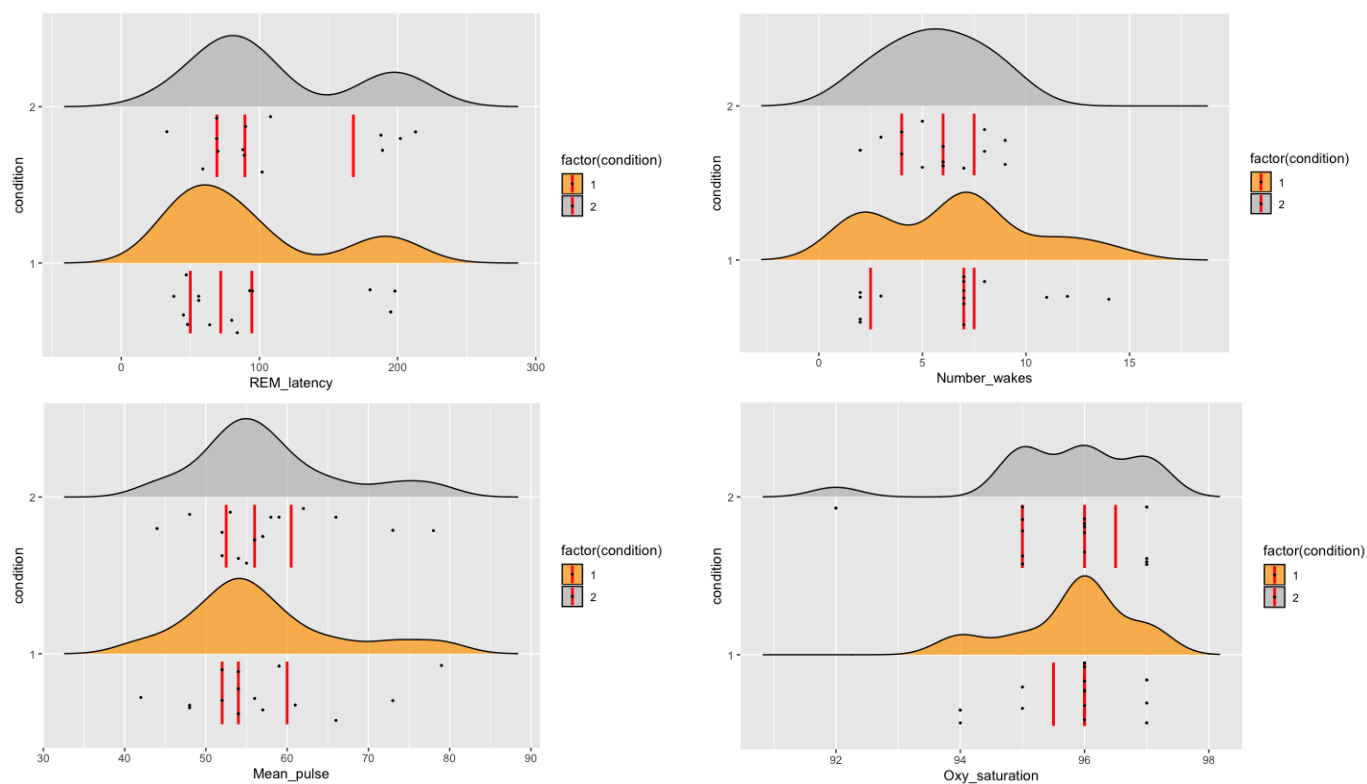 condition
2
1
0
100
200
300
REM_latency
factor(condition)
1
2
condition
2
1
0
5
10
15
Number_wakes
factor(condition)
1
2
condition
2
1
30
40
50
60
70
80
90
Mean_pulse
factor(condition)
1
2
condition
2
1
92
94
96
98
Oxy_saturation
factor(condition)
1
2